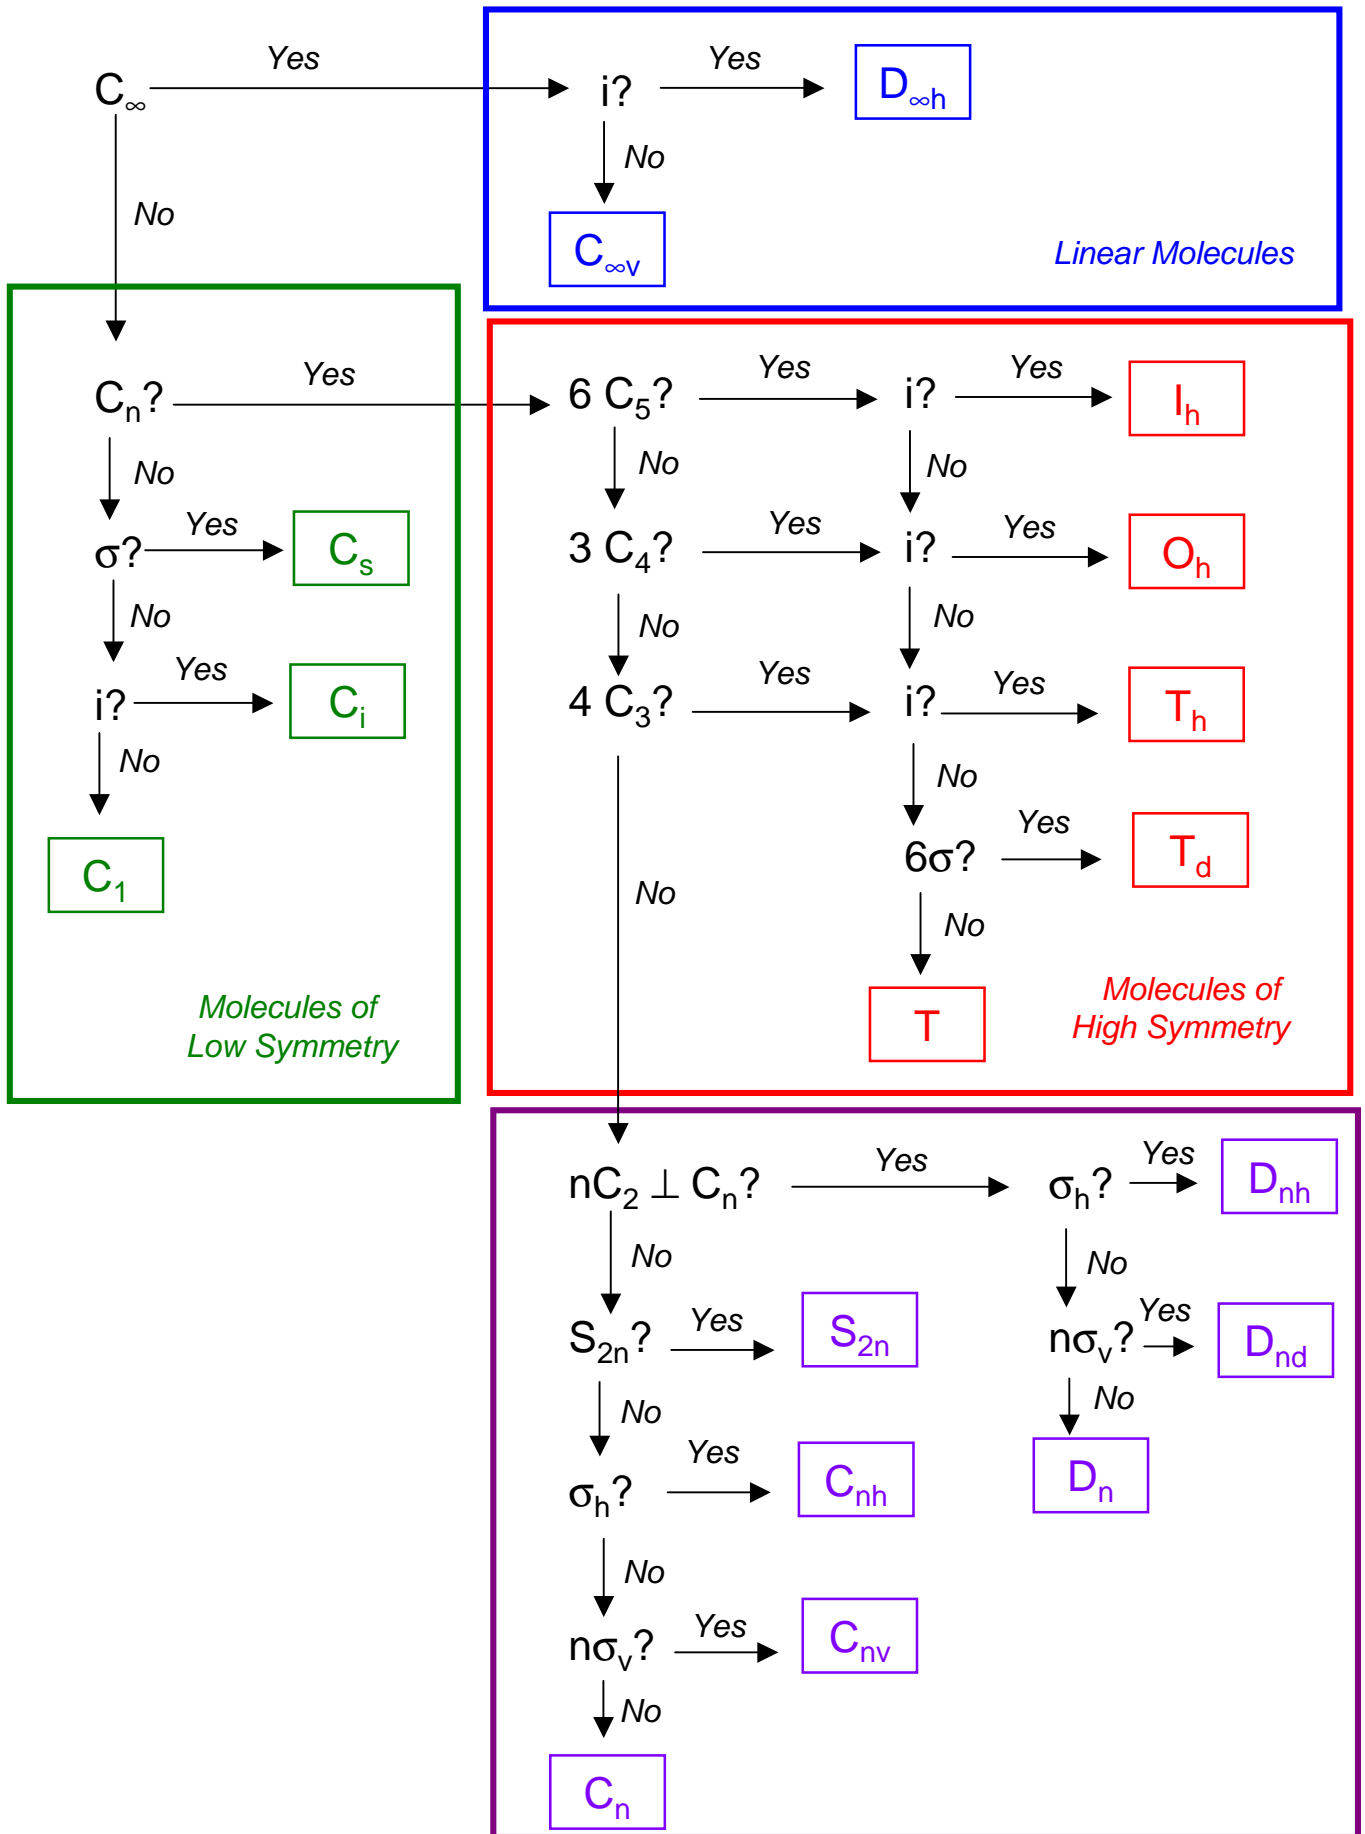 C∞ Yes i? Yes D∞h
No
No
C∞v
Linear Molecules
Cn? Yes 6 C5? Yes i? Yes Ih
No No No
σ? Yes Cs 3 C4? Yes i? Yes Oh
No No No
i? Yes Ci 4 C3? Yes i? Yes Th
No No
C1 6σ? Yes Td
No No
T
Molecules of
Low Symmetry
Molecules of
High Symmetry
nC2 ⊥ Cn? Yes σh? Yes Dnh
No No
S2n? Yes S2n nσv? Yes Dnd
No No
σh? Yes Cnh Dn
No
nσv? Yes Cnv
No
Cn